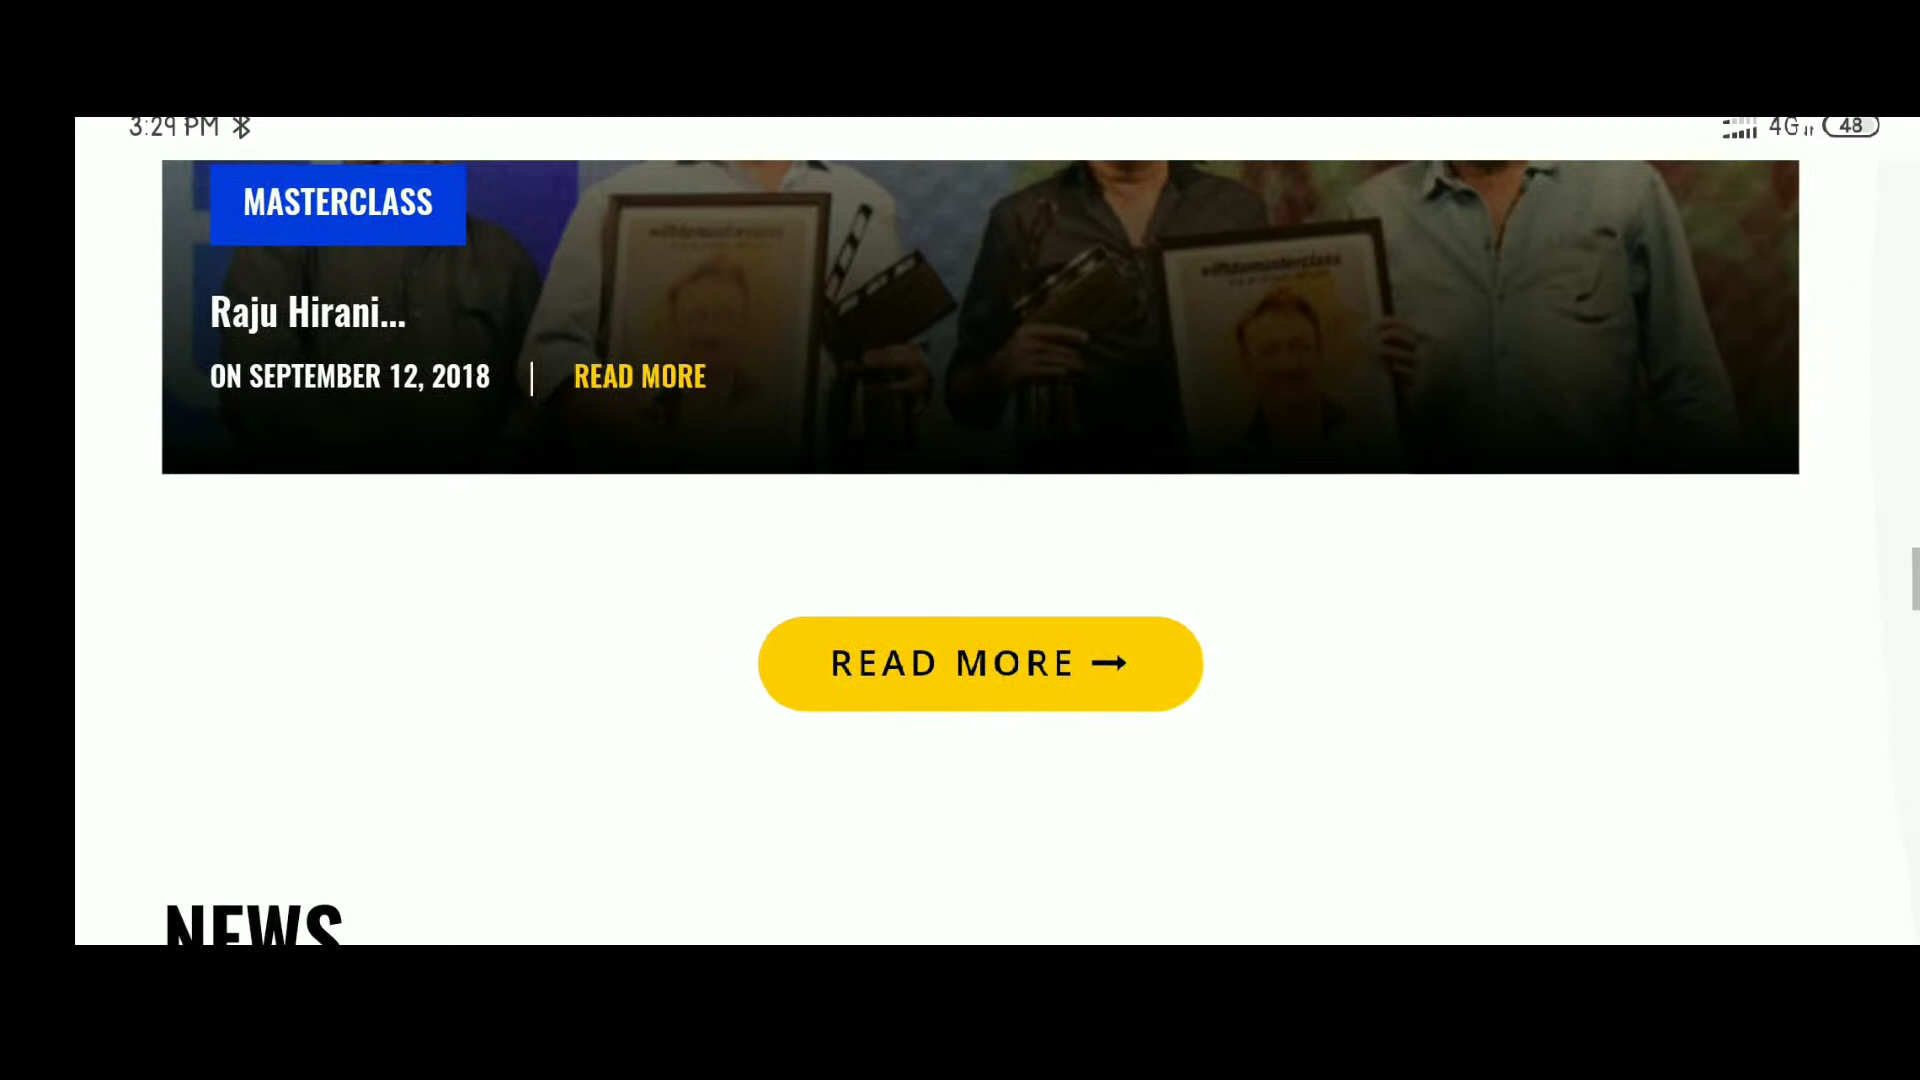 3:29 PM
4G 48
MASTERCLASS
Raju Hirani...
ON SEPTEMBER 12, 2018 | READ MORE
READ MORE →
NEWS